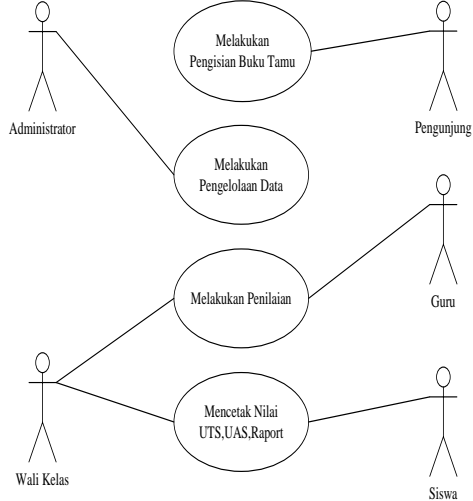 Melakukan
Pengisian Buku Tamu
Administrator
Pengunjung
Melakukan
Pengelolaan Data
Melakukan Penilaian
Guru
Mencetak Nilai
UTS,UAS,Raport
Wali Kelas
Siswa